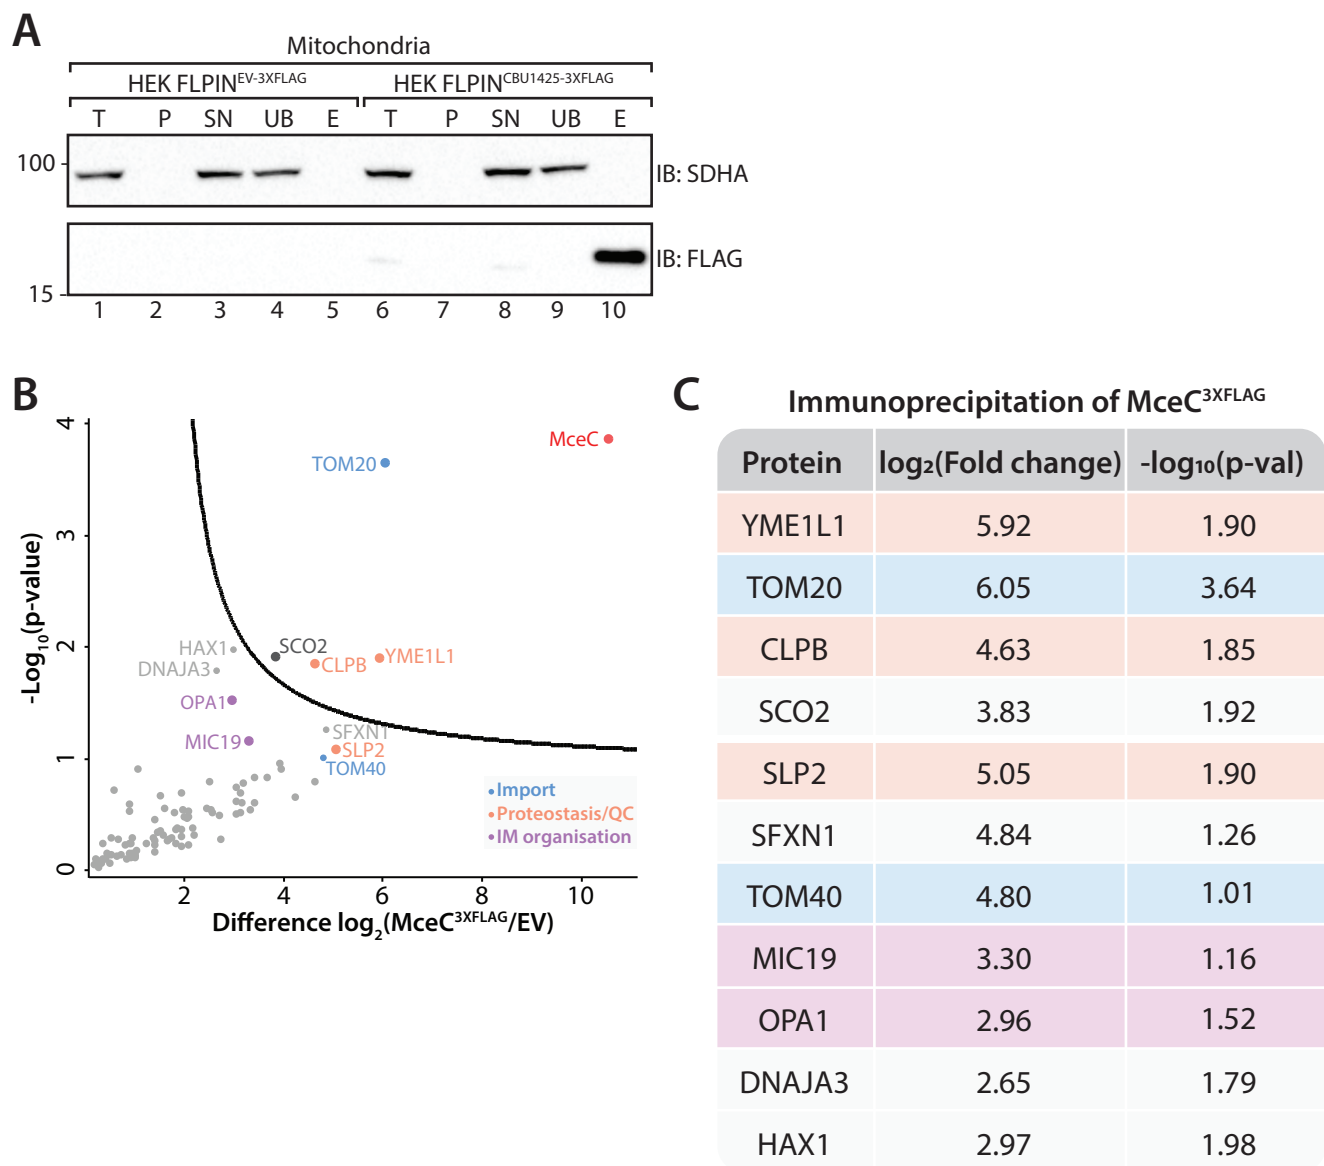 A
Mitochondria
HEK FLPIN^EV-3XFLAG HEK FLPIN^CBU1425-3XFLAG
T P SN UB E T P SN UB E
100
IB: SDHA
IB: FLAG
15
1 2 3 4 5 6 7 8 9 10
B
-Log₁₀(p-value)
4
3
2
1
0
MceC
TOM20
HAX1
SCO2
DNAJA3
CLPB
YME1L1
OPA1
MIC19
SFXN1
SLP2
TOM40
Import
Proteostasis/QC
IM organisation
2 4 6 8 10
Difference log₂(MceC^3XFLAG/EV)
C
Immunoprecipitation of MceC^3XFLAG
Protein log₂(Fold change) -log₁₀(p-val)
YME1L1 5.92 1.90
TOM20 6.05 3.64
CLPB 4.63 1.85
SCO2 3.83 1.92
SLP2 5.05 1.90
SFXN1 4.84 1.26
TOM40 4.80 1.01
MIC19 3.30 1.16
OPA1 2.96 1.52
DNAJA3 2.65 1.79
HAX1 2.97 1.98